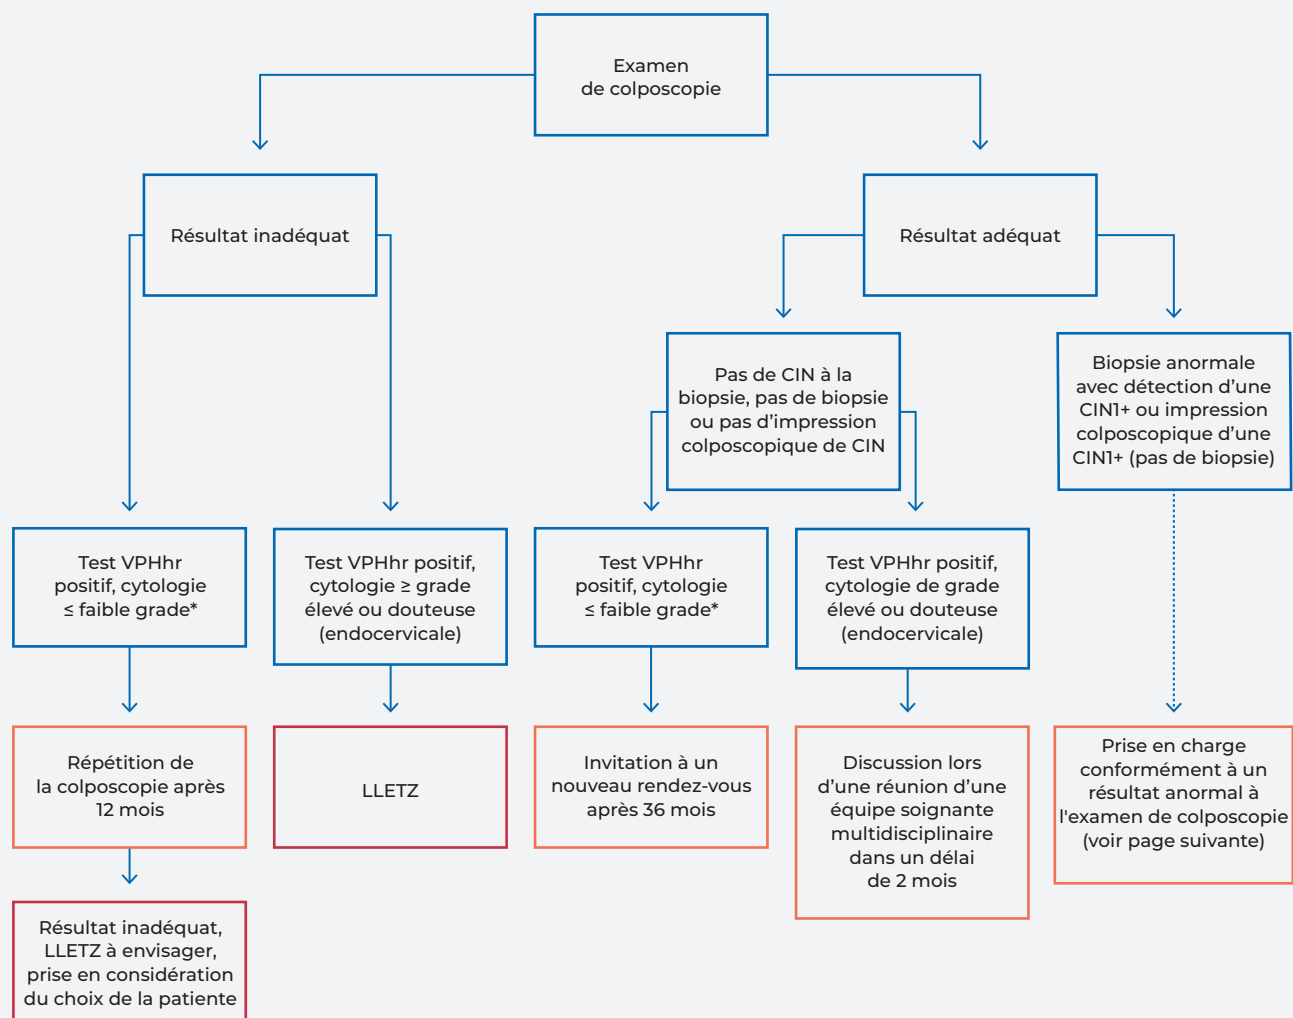 Examen
de colposcopie
Résultat inadéquat
Résultat adéquat
Pas de CIN à la
biopsie, pas de biopsie
ou pas d’impression
colposcopique de CIN
Biopsie anormale
avec détection d’une
CIN1+ ou impression
colposcopique d’une
CIN1+ (pas de biopsie)
Test VPHhr
positif, cytologie
≤ faible grade*
Test VPHhr positif,
cytologie ≥ grade
élevé ou douteuse
(endocervicale)
Test VPHhr
positif, cytologie
≤ faible grade*
Test VPHhr positif,
cytologie de grade
élevé ou douteuse
(endocervicale)
Répétition de
la colposcopie après
12 mois
LLETZ
Invitation à un
nouveau rendez-vous
après 36 mois
Discussion lors
d’une réunion d’une
équipe soignante
multidisciplinaire
dans un délai
de 2 mois
Prise en charge
conformément à un
résultat anormal à
l'examen de colposcopie
(voir page suivante)
Résultat inadéquat,
LLETZ à envisager,
prise en considération
du choix de la patiente